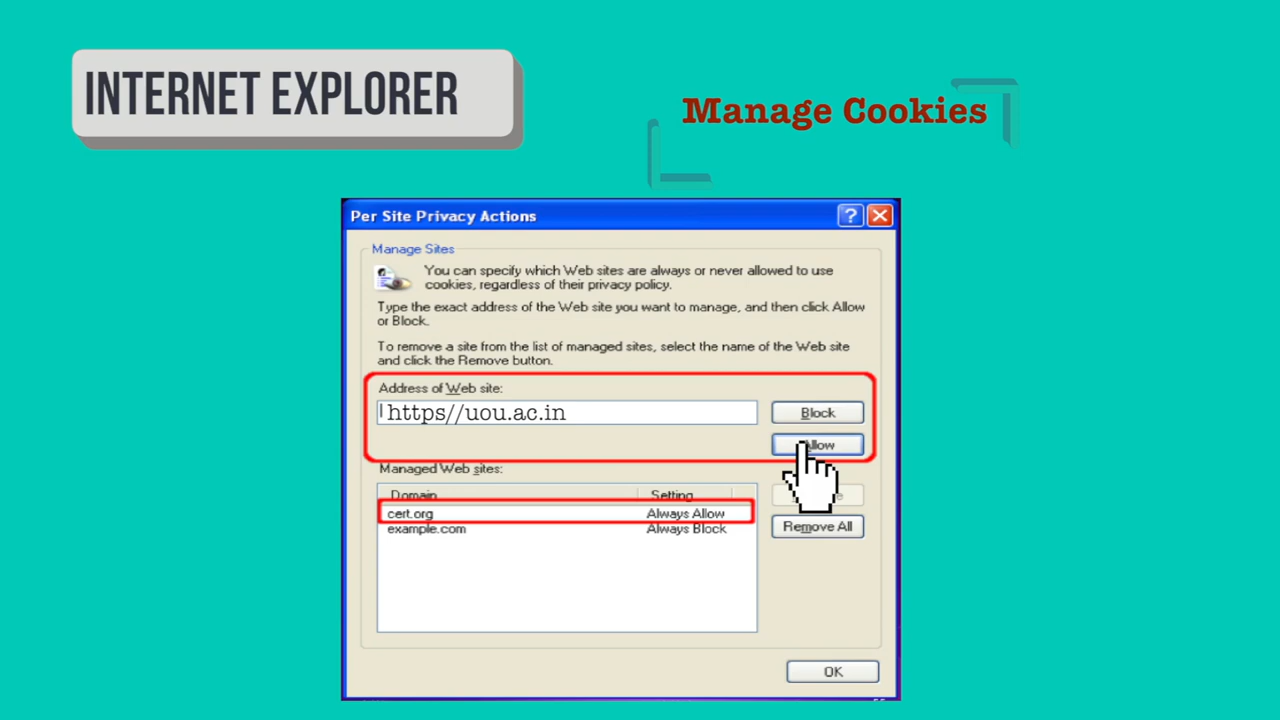 INTERNET EXPLORER
Manage Cookies
Per Site Privacy Actions
Manage Sites
You can specify which Web sites are always or never allowed to use
cookies, regardless of their privacy policy.
Type the exact address of the Web site you want to manage, and then click Allow
or Block.
To remove a site from the list of managed sites, select the name of the Web site
and click the Remove button.
Address of Web site:
https//uou.ac.in
Block
Allow
Managed Web sites:
Domain Setting
cert.org Always Allow
example.com Always Block
Remove All
OK